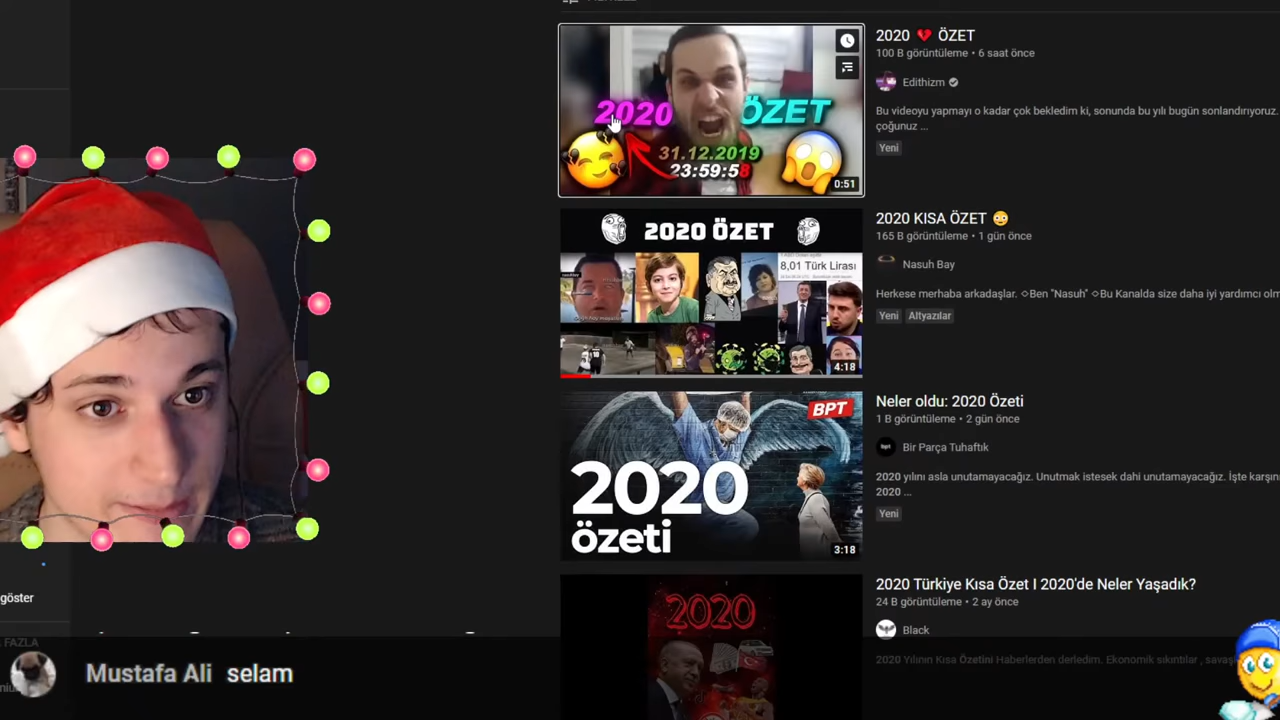 2020 💔 ÖZET
100 B görüntüleme • 6 saat önce
Edithizm
Bu videoyu yapmayı o kadar çok bekledim ki, sonunda bu yılı bugün sonlandırıyoruz.
çoğunuz ...
Yeni
2020 ÖZET
31.12.2019
23:59:58
0:51
2020 KISA ÖZET 😳
165 B görüntüleme • 1 gün önce
Nasuh Bay
Herkese merhaba arkadaşlar. ◇Ben "Nasuh" ◇Bu Kanalda size daha iyi yardımcı
Yeni Altyazılar
2020 ÖZET
8,01 Türk Lirası
4:18
Neler oldu: 2020 Özeti
1 B görüntüleme • 2 gün önce
bpt Bir Parça Tuhaftık
2020 yılını asla unutamayacağız. Unutmak istesek dahi unutamayacağız. İşte
2020 ...
Yeni
BPT
2020
özeti
3:18
2020 Türkiye Kısa Özet I 2020'de Neler Yaşadık?
24 B görüntüleme • 2 ay önce
Black
2020 Yılının Kısa Özetini Haberlerden derledim. Ekonomik sıkıntılar ,
2020
göster
FAZLA
Mustafa Ali selam